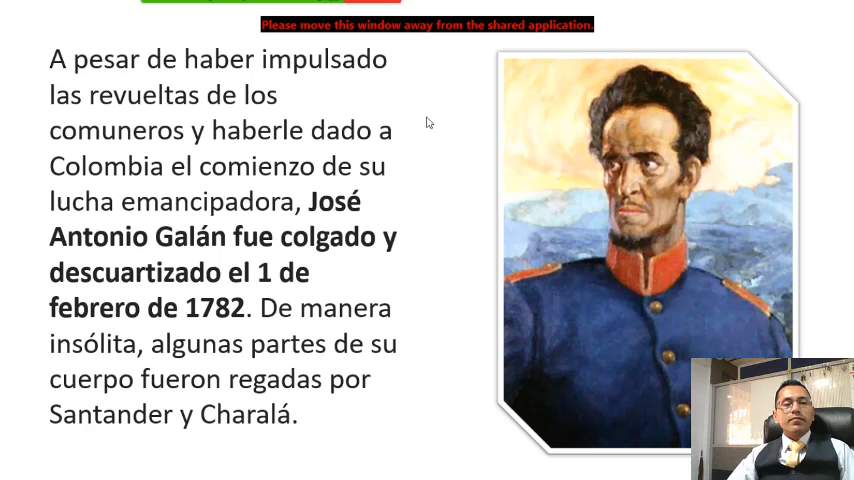 Please move this window away from the shared application.
A pesar de haber impulsado
las revueltas de los
comuneros y haberle dado a
Colombia el comienzo de su
lucha emancipadora, José
Antonio Galán fue colgado y
descuartizado el 1 de
febrero de 1782. De manera
insólita, algunas partes de su
cuerpo fueron regadas por
Santander y Charalá.